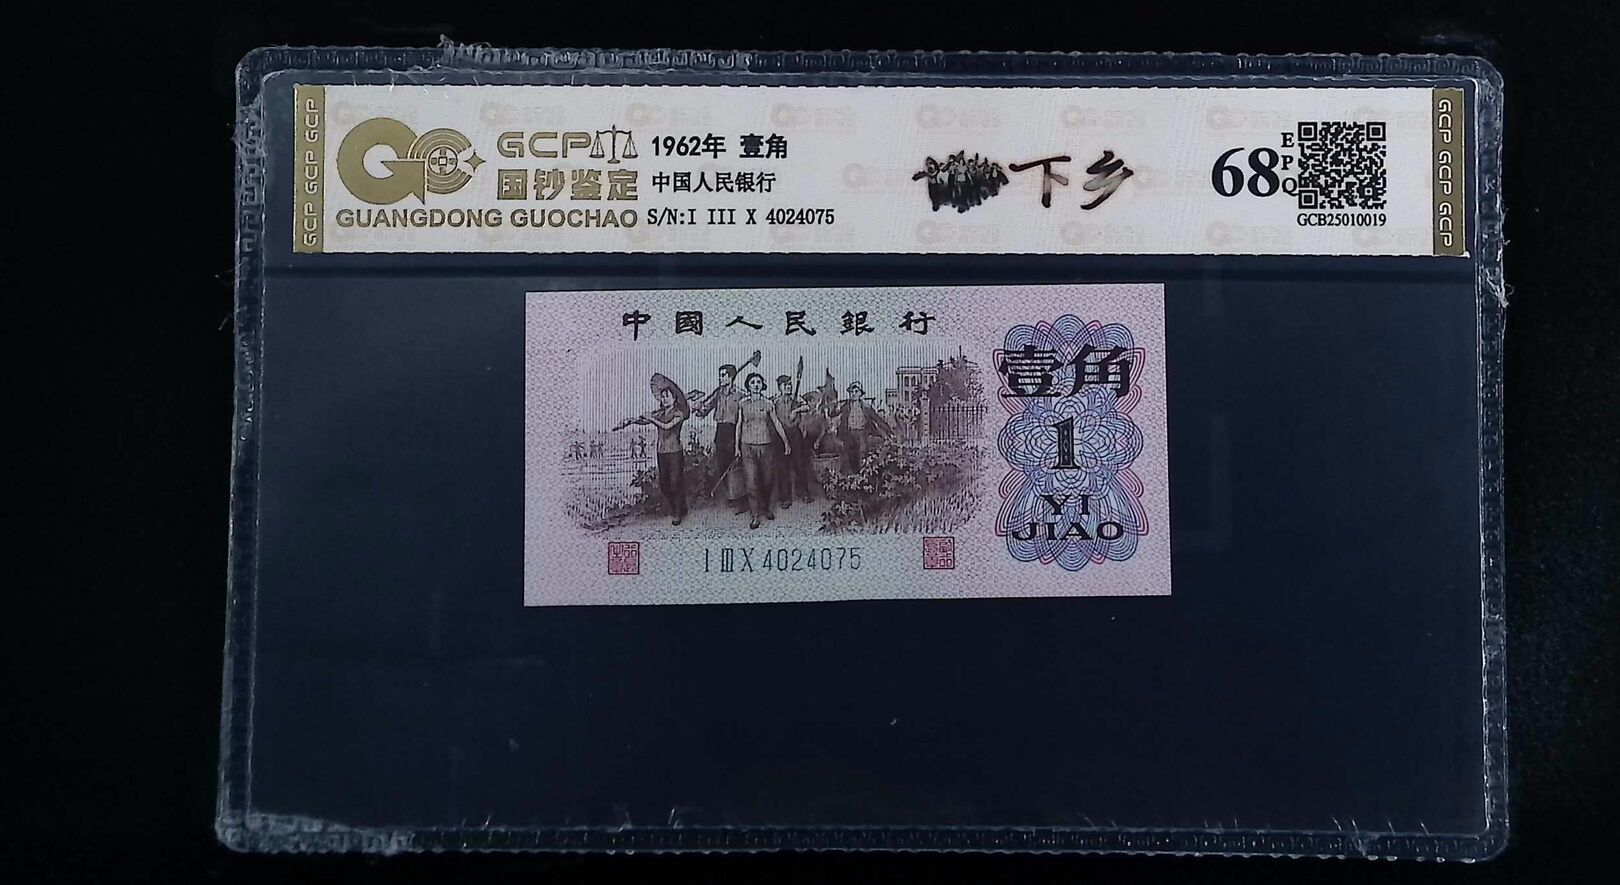 GCP GCP GCP
GCP
国钞鉴定
GUANGDONG GUOCHAO
1962年 壹角
中国人民银行
S/N:I III X 4024075
下乡
68
EPQ
GCB25010019
GCP GCP GCP
中國人民銀行
壹角
1
YI
JIAO
I III X 4024075